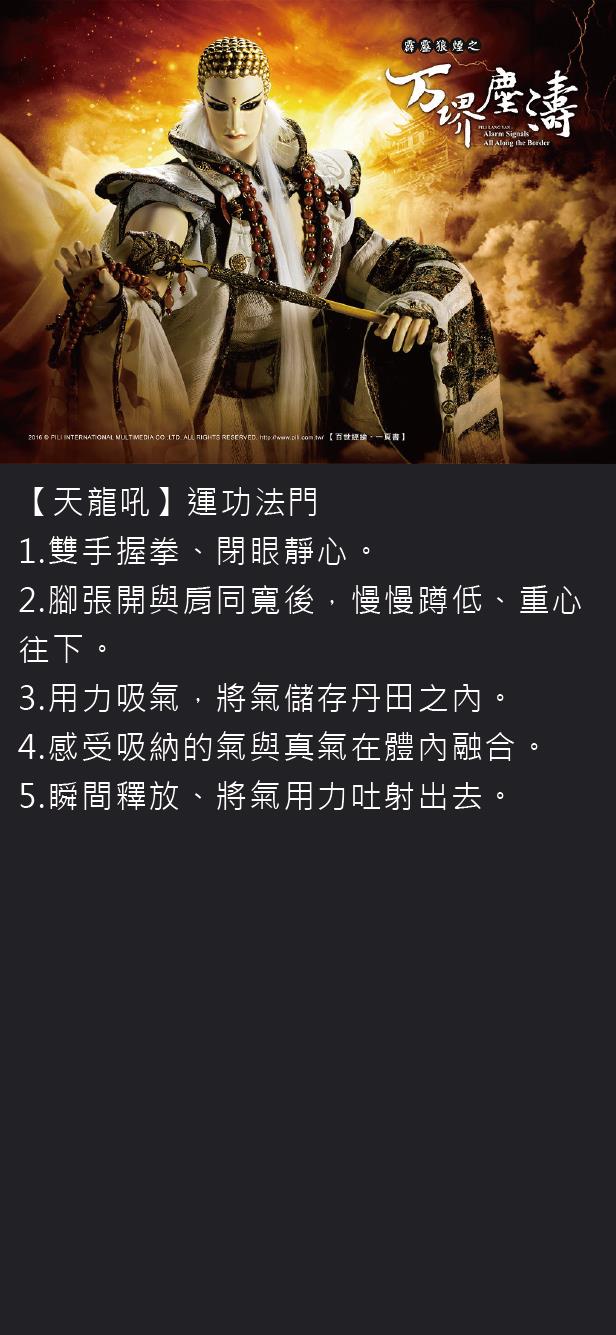 霹靂狼煙之
万堺塵濤
PILI LANG YAN :
Alarm Signals
All Along the Border
2016 © PILI INTERNATIONAL MULTIMEDIA CO.,LTD. ALL RIGHTS RESERVED. http://www.pili.com.tw/ 【百世經綸‧一頁書】
【天龍吼】運功法門
1.雙手握拳、閉眼靜心。
2.腳張開與肩同寬後，慢慢蹲低、重心
往下。
3.用力吸氣，將氣儲存丹田之內。
4.感受吸納的氣與真氣在體內融合。
5.瞬間釋放、將氣用力吐射出去。